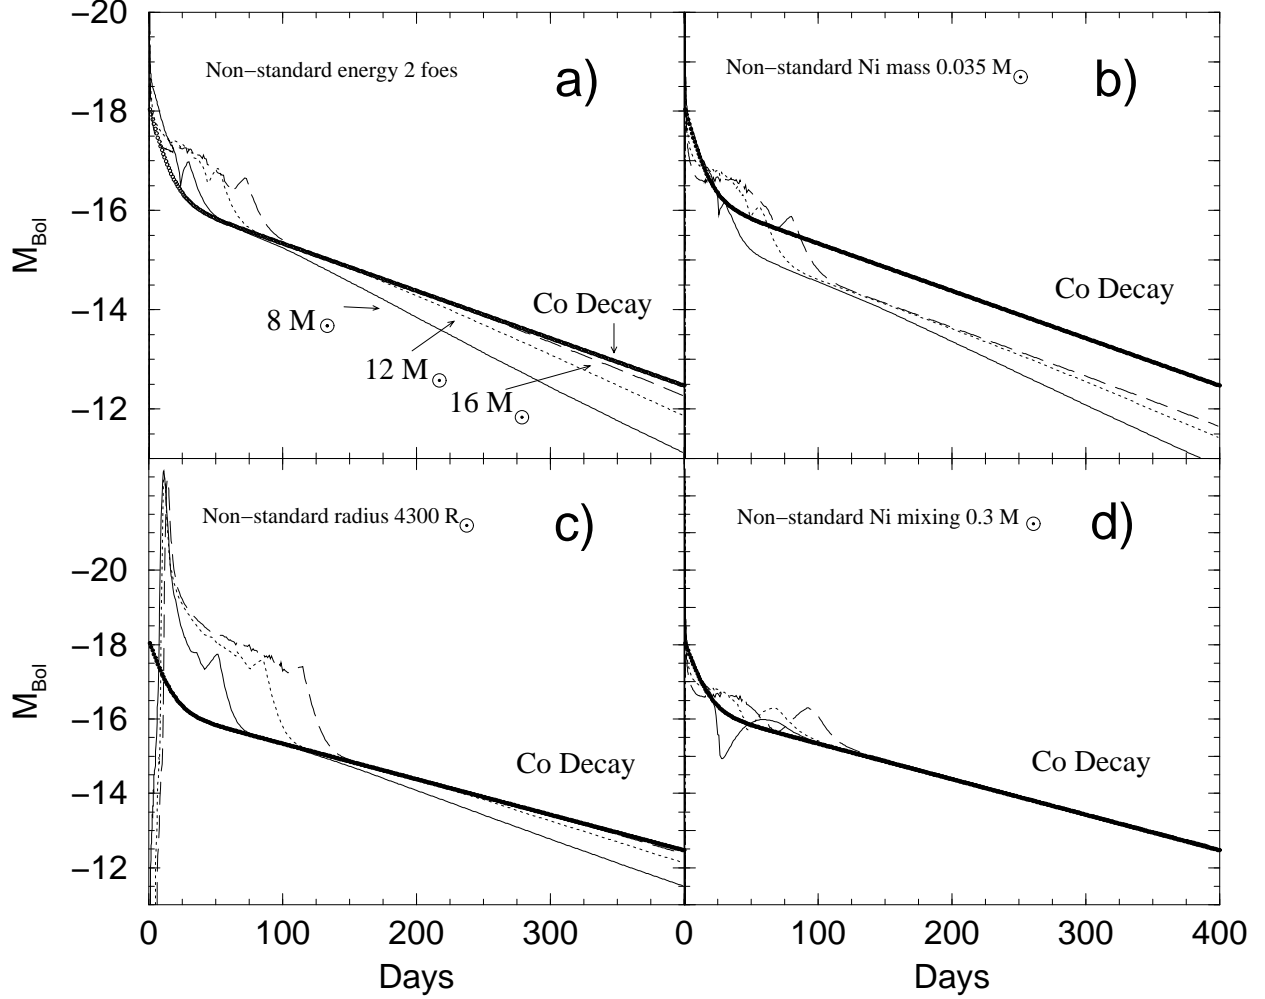 −20
−18
−16
−14
−12
M_Bol
Non−standard energy 2 foes
a)
8 M⊙
12 M⊙
16 M⊙
Co Decay
Non−standard Ni mass 0.035 M⊙
b)
Co Decay
−20
−18
−16
−14
−12
M_Bol
Non−standard radius 4300 R⊙
c)
Co Decay
Non−standard Ni mixing 0.3 M ⊙
d)
Co Decay
0 100 200 300 0 100 200 300 400
Days Days